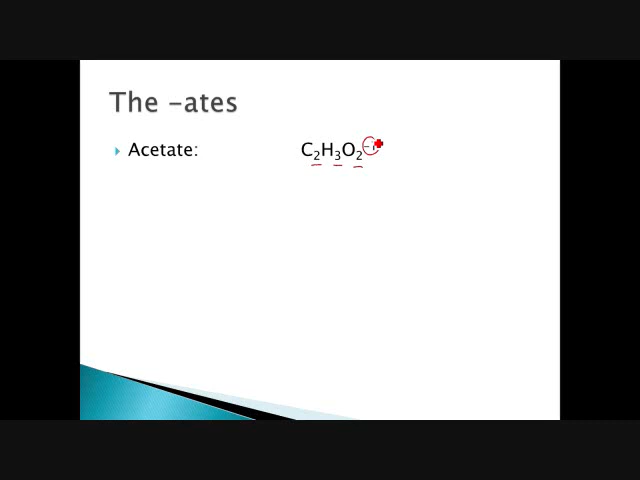 The –ates
Acetate: C₂H₃O₂⁻